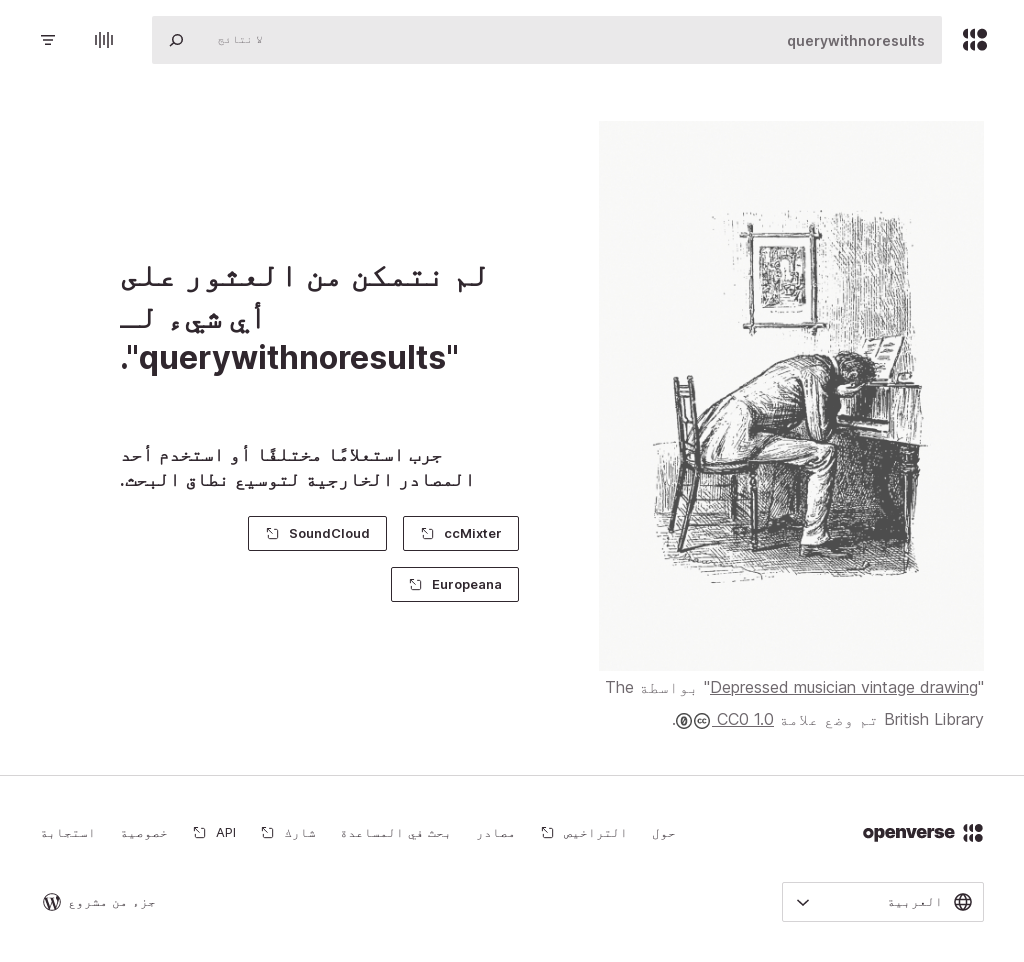 querywithnoresults
لا نتائج
لم نتمكن من العثور على
أي شيء لـ
"querywithnoresults".
جرب استعلامًا مختلفًا أو استخدم أحد
المصادر الخارجية لتوسيع نطاق البحث.
ccMixter
SoundCloud
Europeana
"Depressed musician vintage drawing" بواسطة The
British Library تم وضع علامة CC0 1.0.
openverse
حول
التراخيص
مصادر
بحث في المساعدة
شارك
API
خصوصية
استجابة
العربية
جزء من مشروع